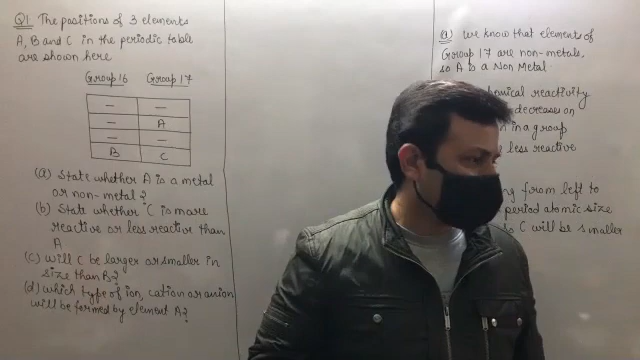 Q1 The positions of 3 elements
A, B and C in the periodic table
are shown here
Group 16 Group 17
— —
— A
— —
B C
(a) State whether A is a metal
or non-metal?
(b) State whether C is more
reactive or less reactive than
A
(c) Will C be larger or smaller in
size than B?
(d) Which type of ion, cation or anion
will be formed by element A?
(a) We know that elements of
Group 17 are non-metals,
so A is a Non Metal.
reactivity
decreases on
in a group
less reactive
from left to
period atomic size
so C will be smaller